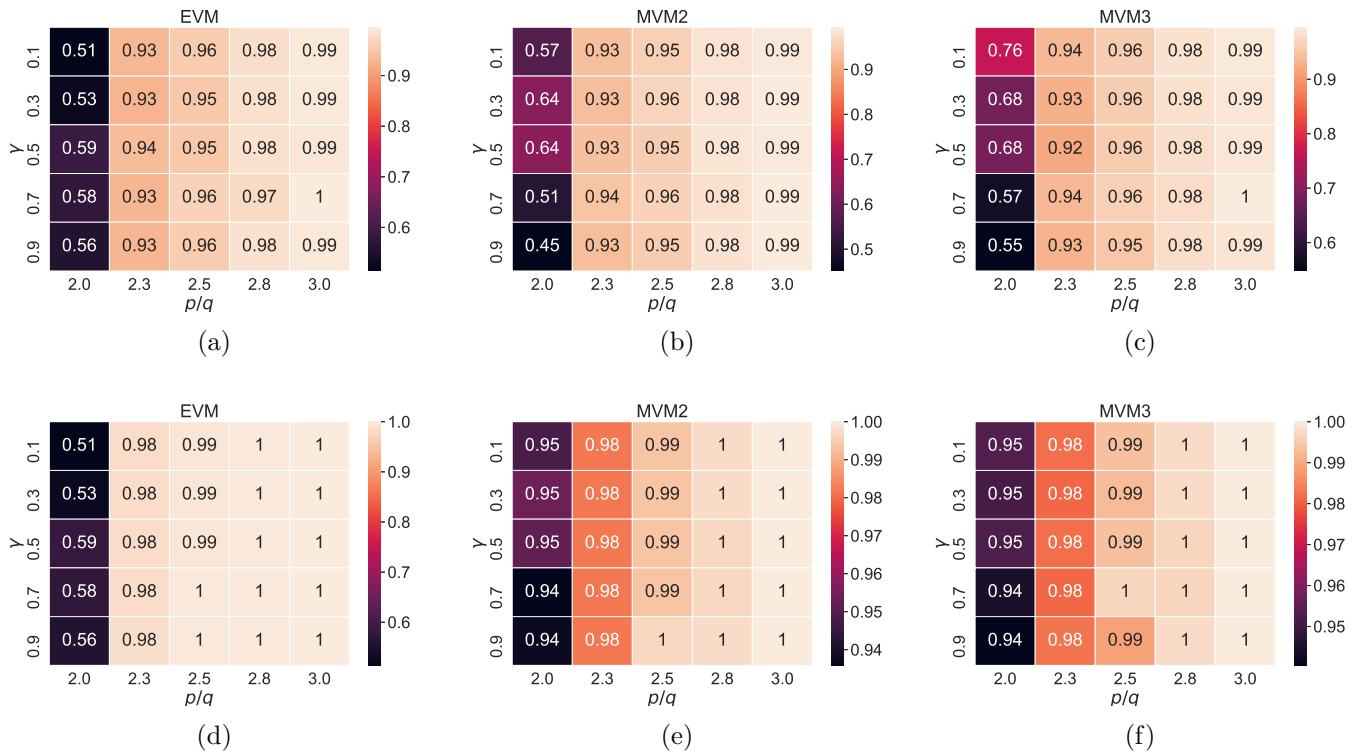 EVM
0.1 0.51 0.93 0.96 0.98 0.99
0.3 0.53 0.93 0.95 0.98 0.99
γ 0.5 0.59 0.94 0.95 0.98 0.99
0.7 0.58 0.93 0.96 0.97 1
0.9 0.56 0.93 0.96 0.98 0.99
2.0 2.3 2.5 2.8 3.0
p/q
0.9
0.8
0.7
0.6
(a)
MVM2
0.1 0.57 0.93 0.95 0.98 0.99
0.3 0.64 0.93 0.96 0.98 0.99
γ 0.5 0.64 0.93 0.95 0.98 0.99
0.7 0.51 0.94 0.96 0.98 0.99
0.9 0.45 0.93 0.95 0.98 0.99
2.0 2.3 2.5 2.8 3.0
p/q
0.9
0.8
0.7
0.6
0.5
(b)
MVM3
0.1 0.76 0.94 0.96 0.98 0.99
0.3 0.68 0.93 0.96 0.98 0.99
γ 0.5 0.68 0.92 0.96 0.98 0.99
0.7 0.57 0.94 0.96 0.98 1
0.9 0.55 0.93 0.95 0.98 0.99
2.0 2.3 2.5 2.8 3.0
p/q
0.9
0.8
0.7
0.6
(c)
EVM
0.1 0.51 0.98 0.99 1 1
0.3 0.53 0.98 0.99 1 1
γ 0.5 0.59 0.98 0.99 1 1
0.7 0.58 0.98 1 1 1
0.9 0.56 0.98 1 1 1
2.0 2.3 2.5 2.8 3.0
p/q
1.0
0.9
0.8
0.7
0.6
(d)
MVM2
0.1 0.95 0.98 0.99 1 1
0.3 0.95 0.98 0.99 1 1
γ 0.5 0.95 0.98 0.99 1 1
0.7 0.94 0.98 0.99 1 1
0.9 0.94 0.98 1 1 1
2.0 2.3 2.5 2.8 3.0
p/q
1.00
0.99
0.98
0.97
0.96
0.95
0.94
(e)
MVM3
0.1 0.95 0.98 0.99 1 1
0.3 0.95 0.98 0.99 1 1
γ 0.5 0.95 0.98 0.99 1 1
0.7 0.94 0.98 1 1 1
0.9 0.94 0.98 0.99 1 1
2.0 2.3 2.5 2.8 3.0
p/q
1.00
0.99
0.98
0.97
0.96
0.95
(f)